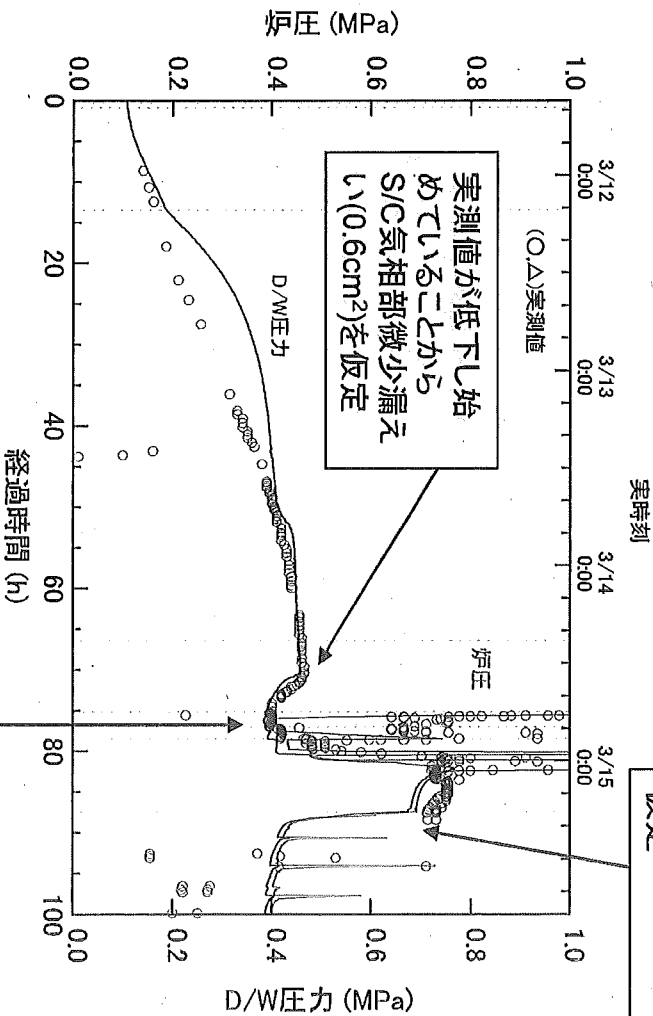 実時刻
3/12
0:00
3/13
0:00
3/14
0:00
3/15
0:00
炉圧 (MPa)
1.0
0.8
0.6
0.4
0.2
0.0
(○,△)実測値
実測値が低下し始
めていることから
S/C気相部微少漏え
い(0.6cm²)を仮定
D/W圧力
炉圧
D/W圧力 (MPa)
1.0
0.8
0.6
0.4
0.2
0.0
0
20
40
60
80
100
経過時間 (h)